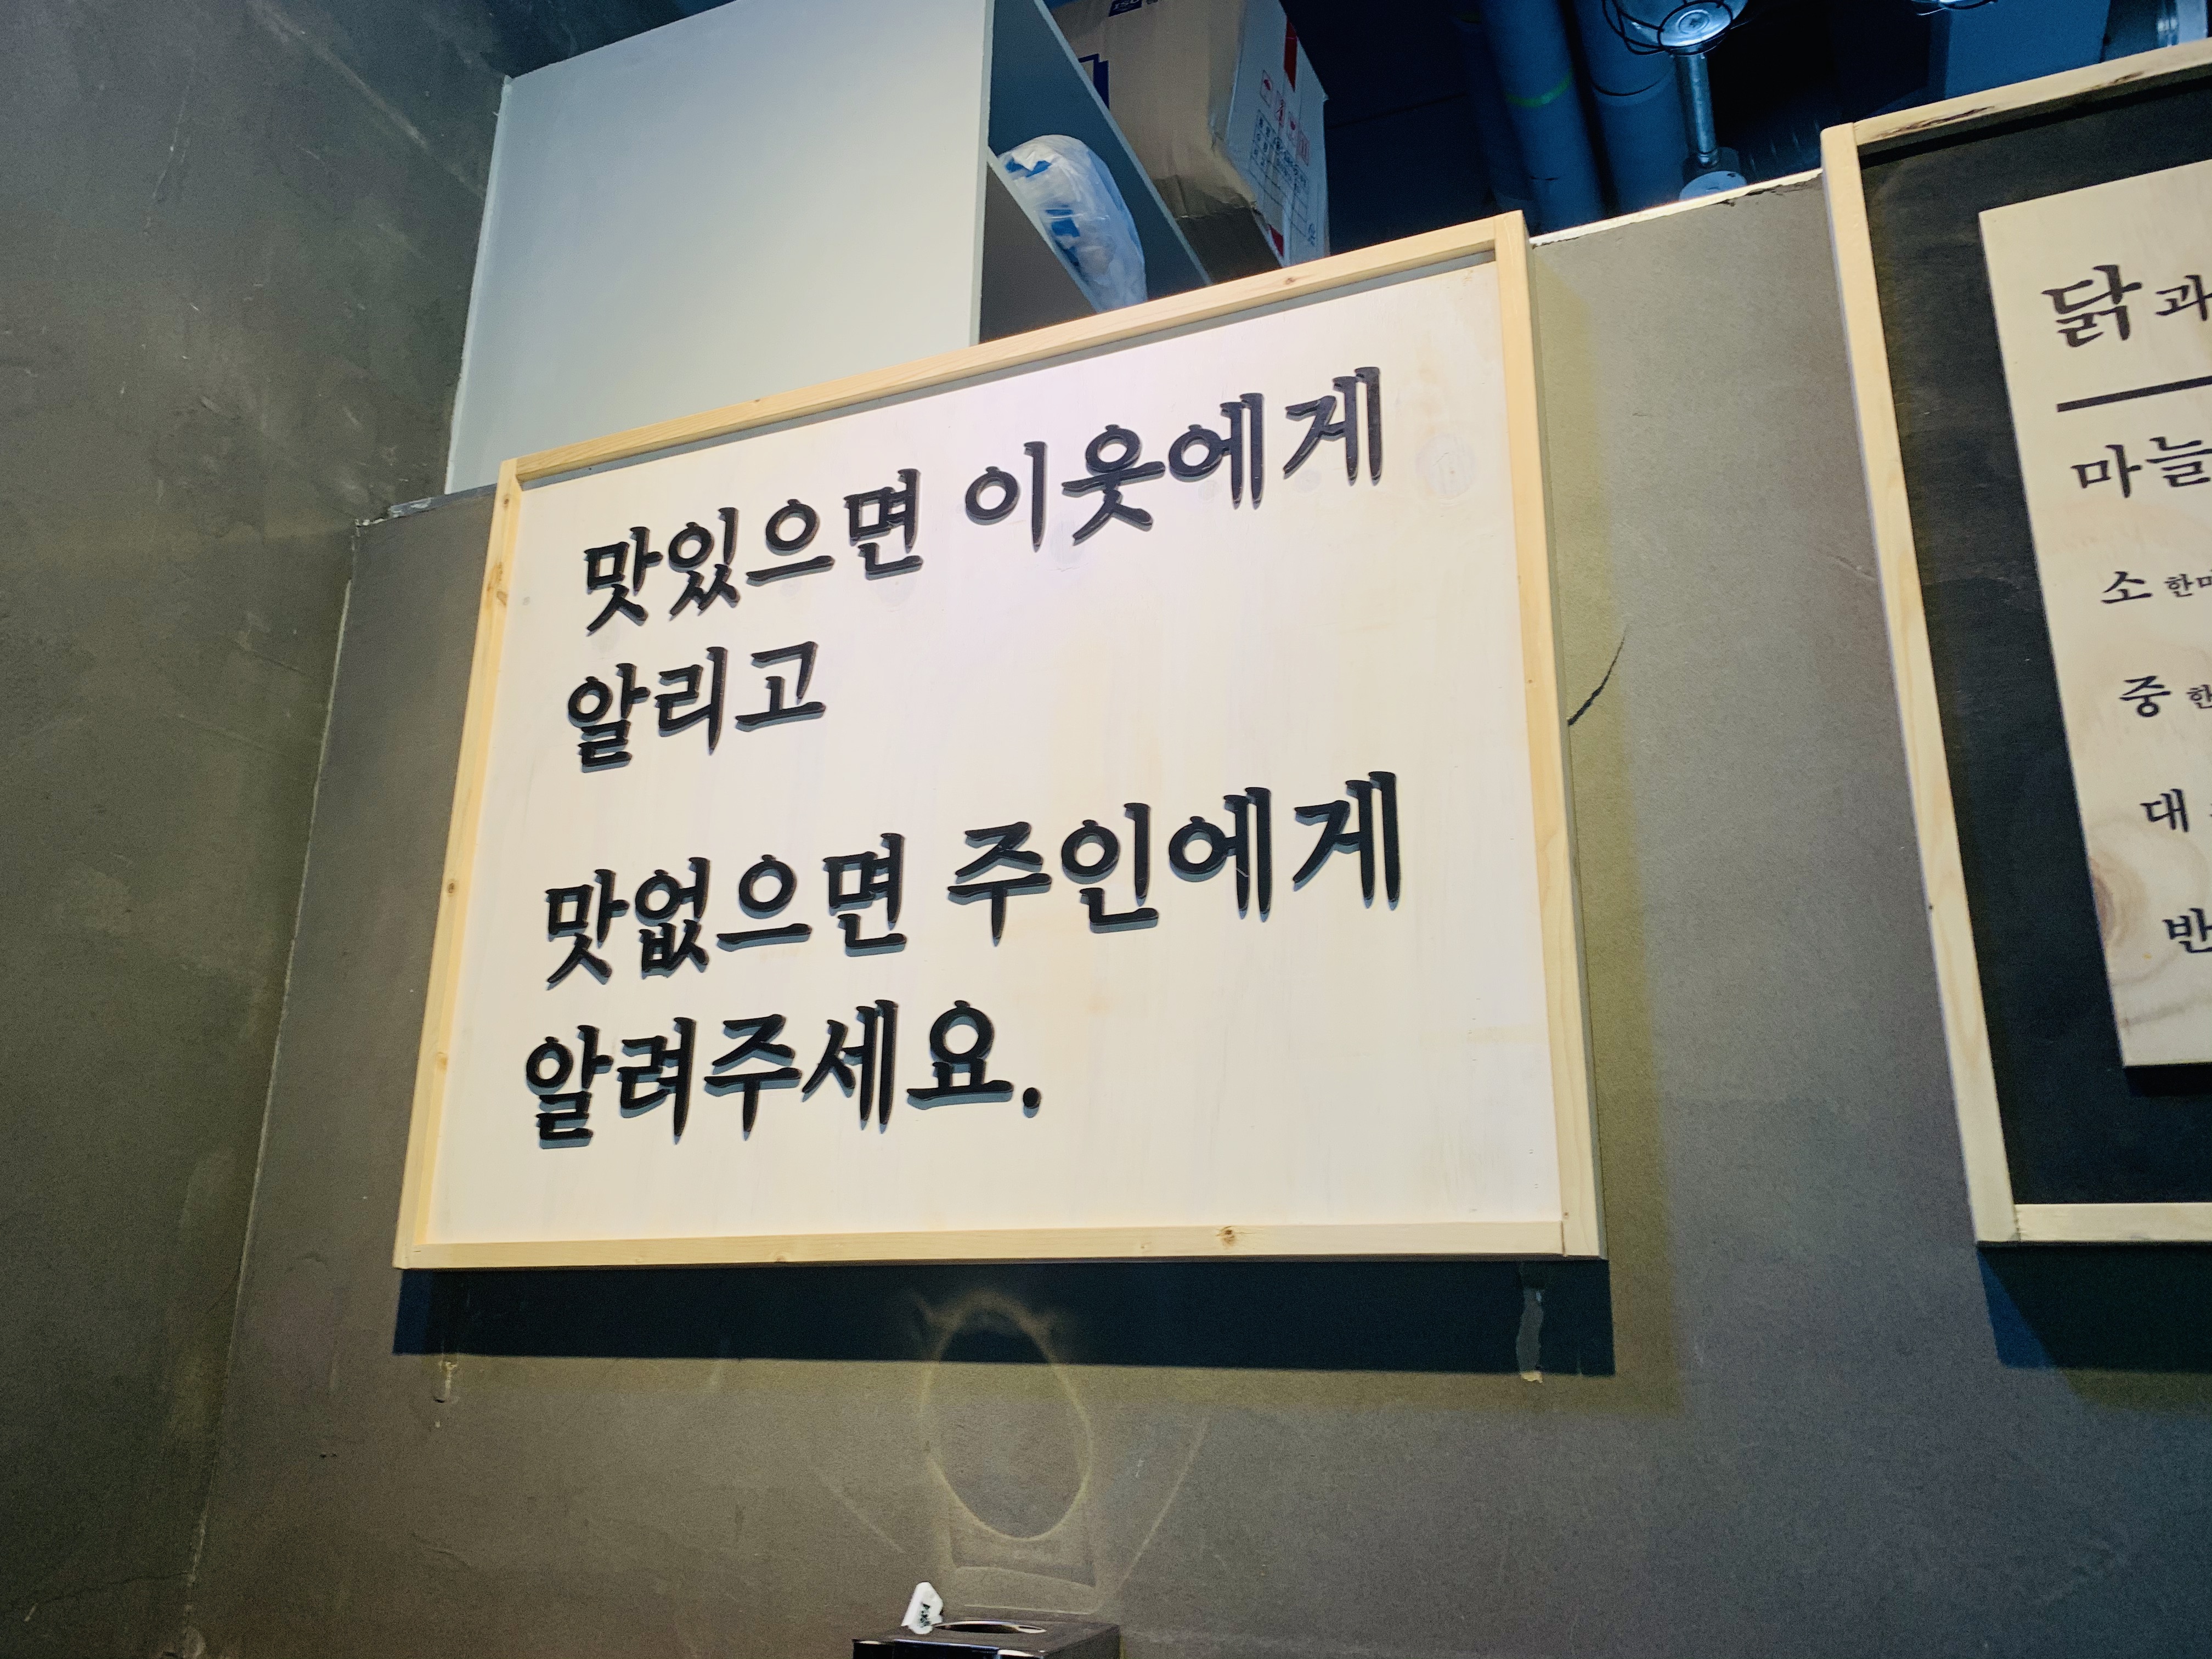 맛있으면 이웃에게
알리고
맛없으면 주인에게
알려주세요.
닭과
마늘
소 한마
중 한
대
반